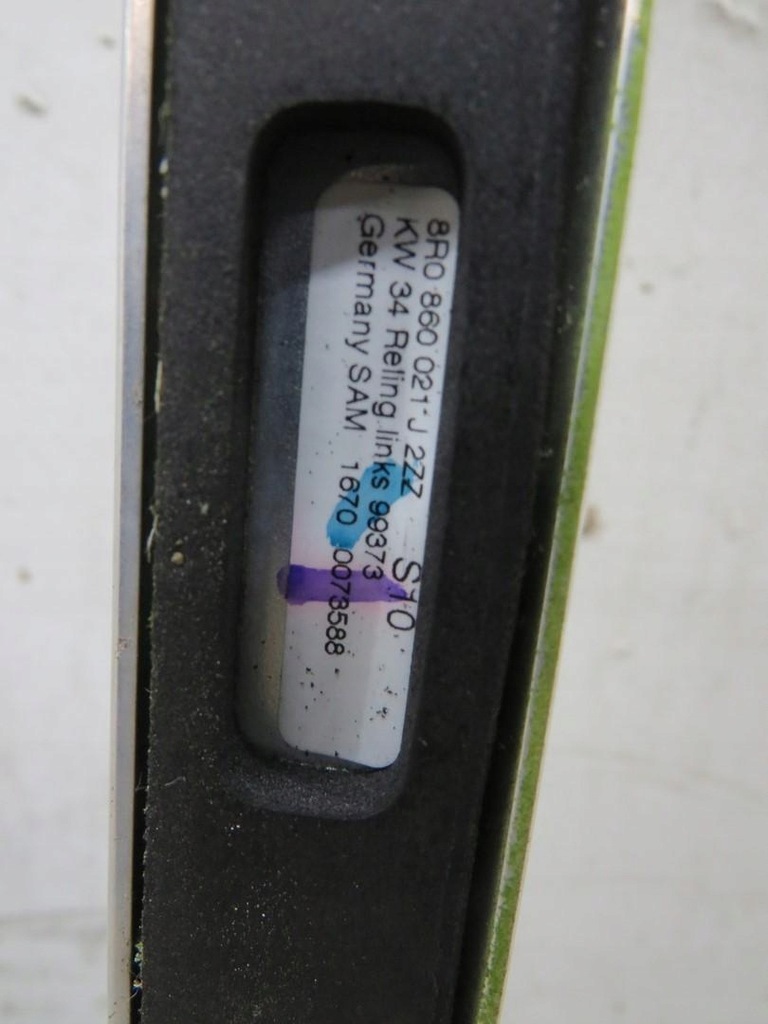 8R0 860 021 J 2ZZ S10
KW 34 Reling links 99373
Germany SAM 1670 0073588